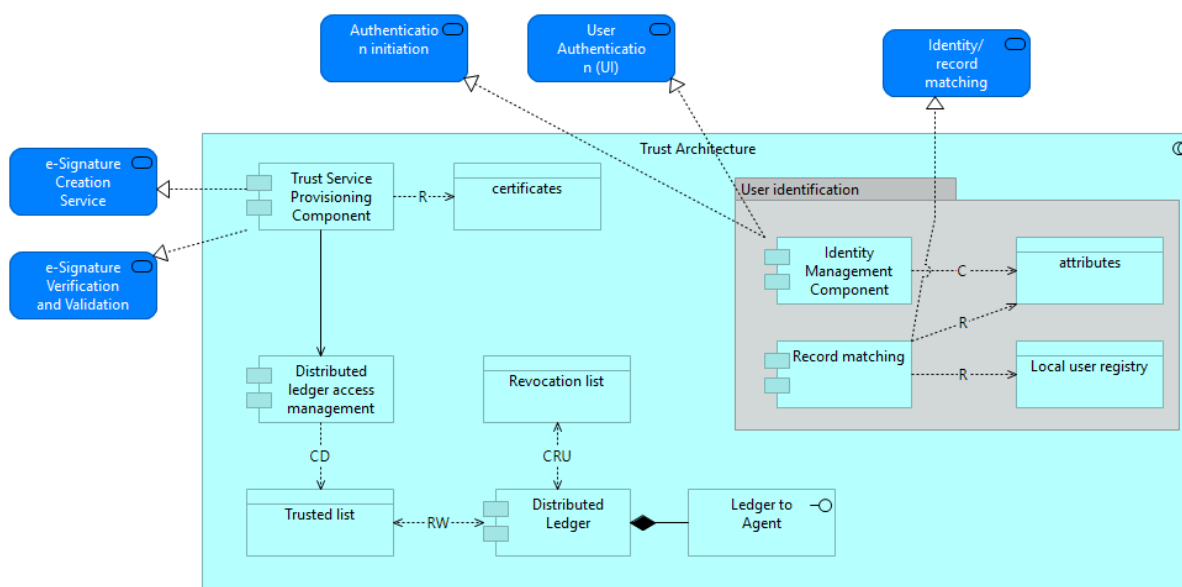 Authenticatio
n initiation
User
Authenticatio
n (UI)
Identity/
record
matching
e-Signature
Creation
Service
e-Signature
Verification
and Validation
Trust Architecture
Trust Service
Provisioning
Component
R
certificates
User identification
Identity
Management
Component
C
attributes
R
Record matching
R
Local user registry
Distributed
ledger access
management
Revocation list
CD
CRU
Trusted list
RW
Distributed
Ledger
Ledger to
Agent